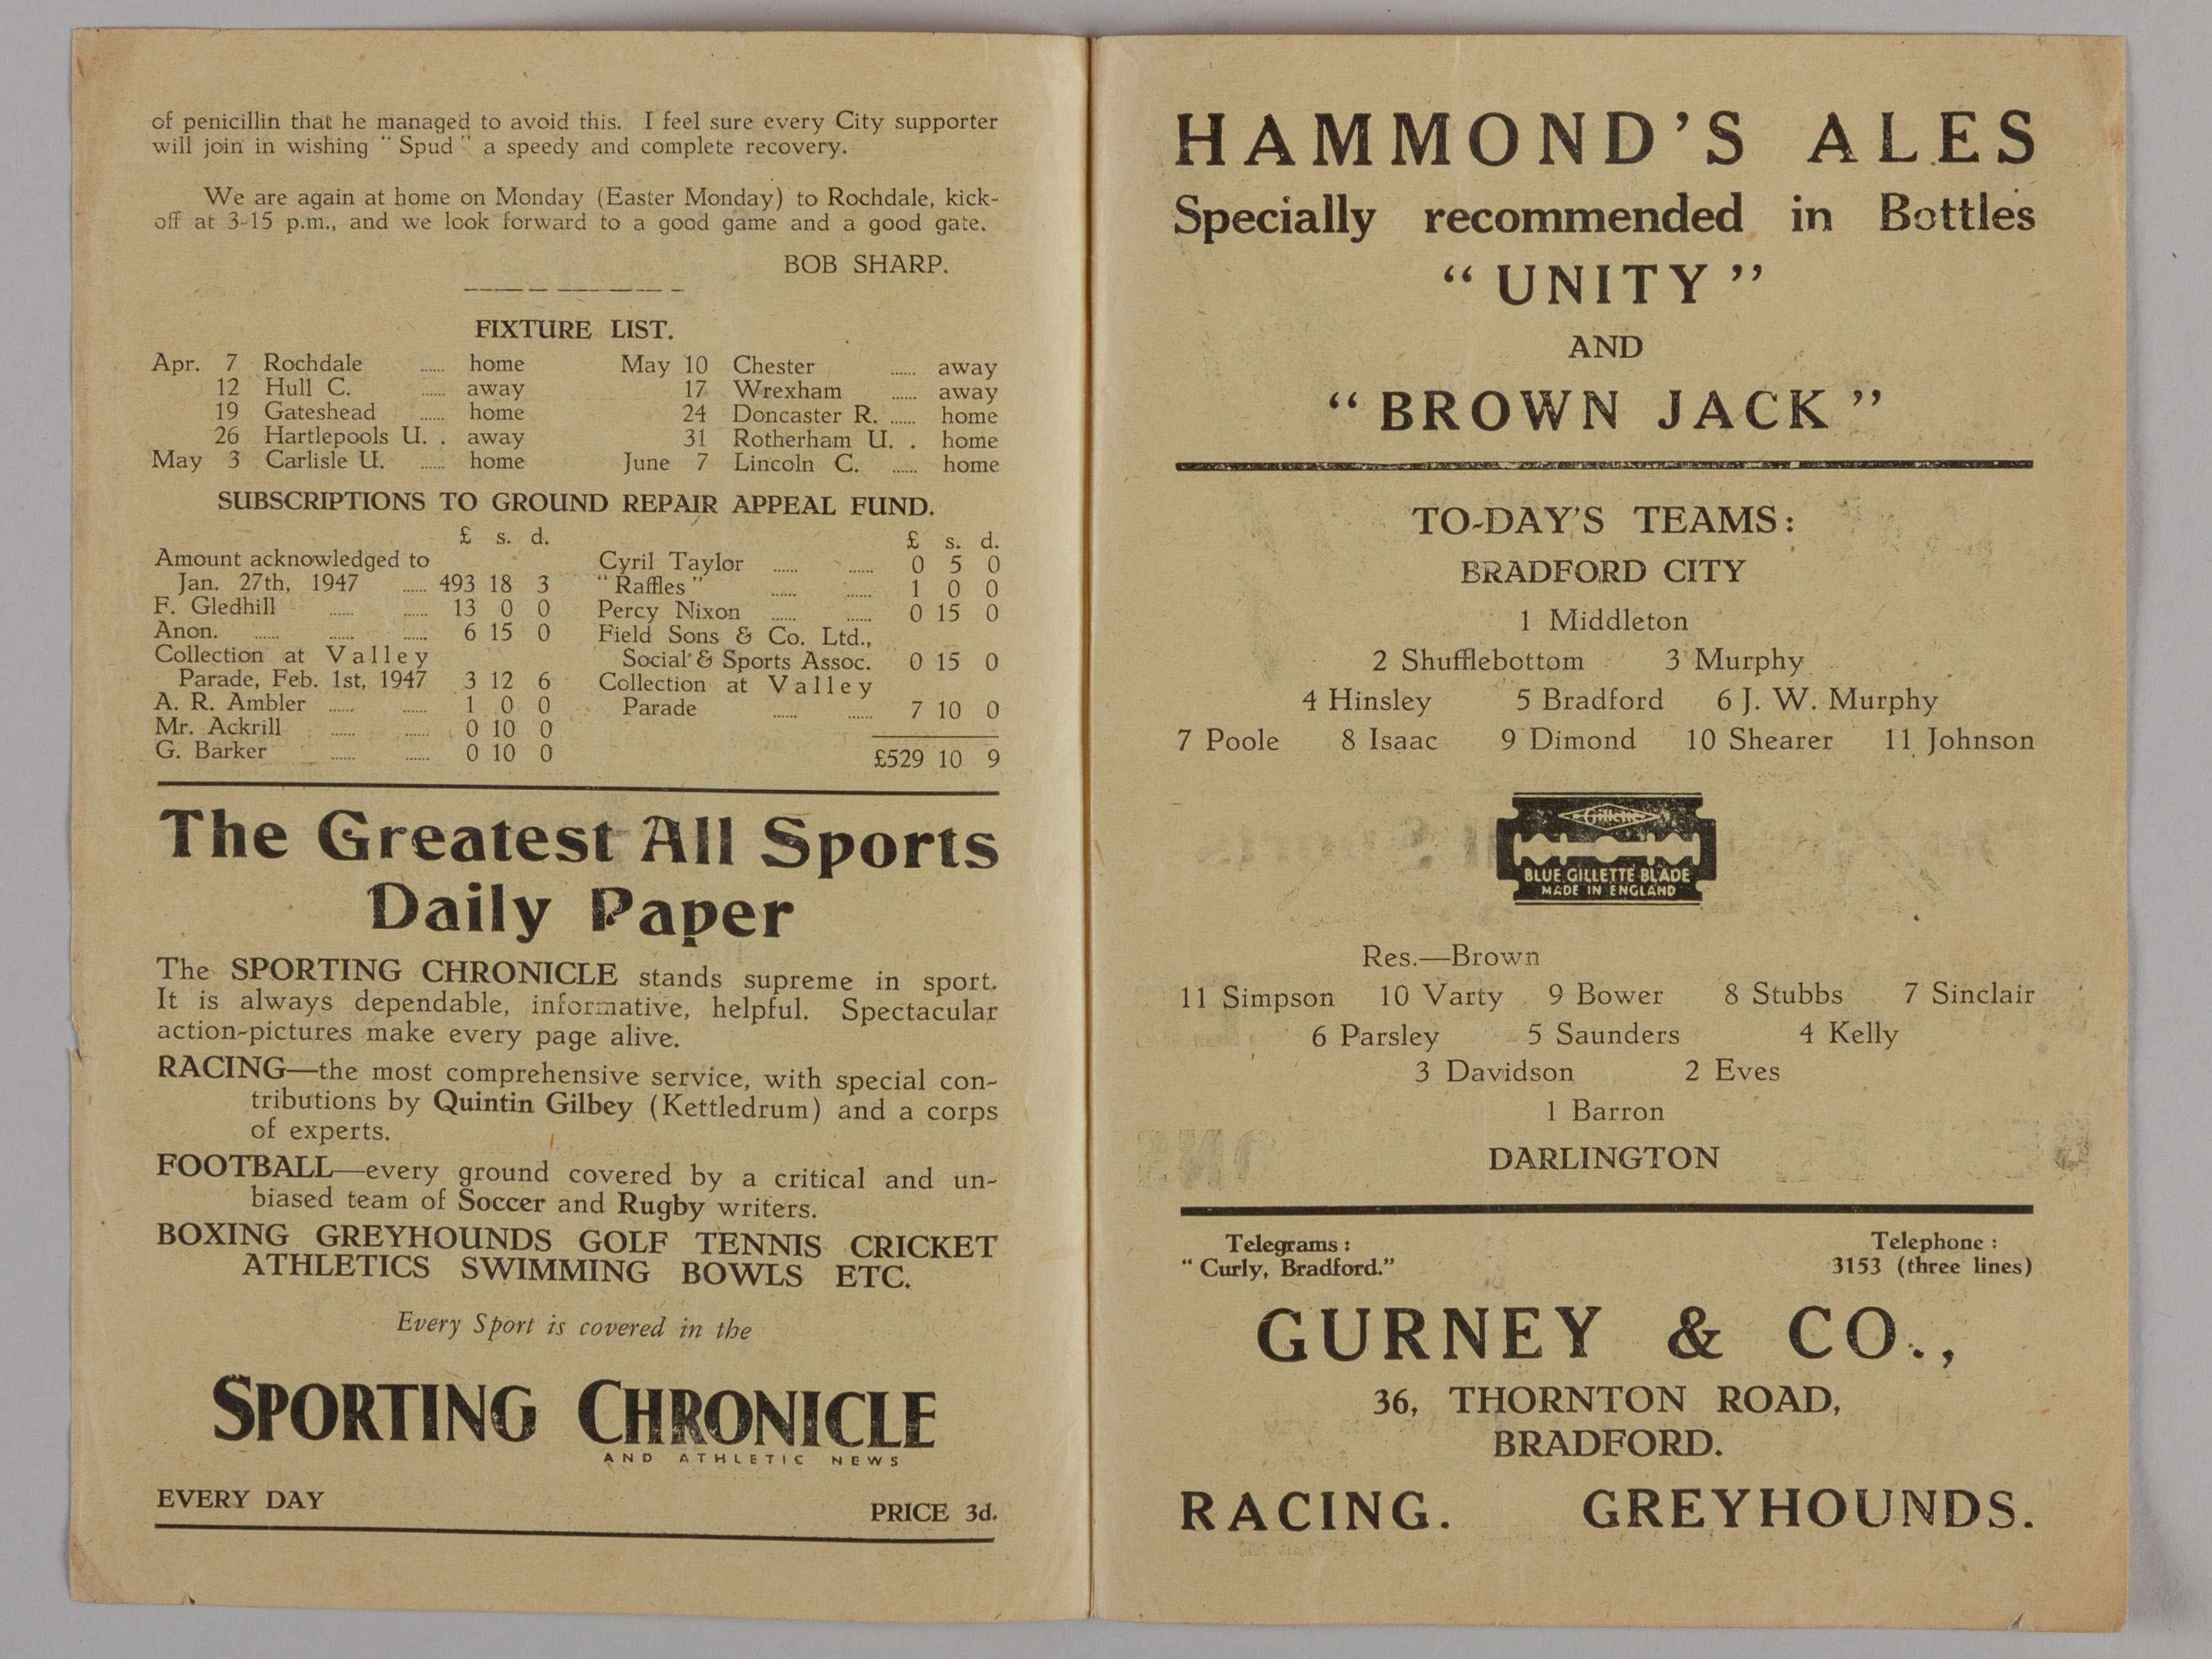 of penicillin that he managed to avoid this. I feel sure every City supporter
will join in wishing "Spud" a speedy and complete recovery.
We are again at home on Monday (Easter Monday) to Rochdale, kick-
off at 3-15 p.m., and we look forward to a good game and a good gate.
BOB SHARP.
FIXTURE LIST.
Apr. 7 Rochdale ...... home
12 Hull C. ...... away
19 Gateshead ...... home
26 Hartlepools U. . away
May 3 Carlisle U. ...... home
May 10 Chester ...... away
17 Wrexham ...... away
24 Doncaster R. ...... home
31 Rotherham U. . home
June 7 Lincoln C. ...... home
SUBSCRIPTIONS TO GROUND REPAIR APPEAL FUND.
£ s. d.
Amount acknowledged to
Jan. 27th, 1947 ...... 493 18 3
F. Gledhill ...... ...... 13 0 0
Anon. ...... ...... ...... 6 15 0
Collection at Valley
Parade, Feb. 1st, 1947 3 12 6
A. R. Ambler ...... ...... 1 0 0
Mr. Ackrill ...... ...... 0 10 0
G. Barker ...... ...... 0 10 0
£ s. d.
Cyril Taylor ...... ...... 0 5 0
"Raffles" ...... ...... 1 0 0
Percy Nixon ...... ...... 0 15 0
Field Sons & Co. Ltd.,
Social & Sports Assoc. 0 15 0
Collection at Valley
Parade ...... ...... 7 10 0
£529 10 9
The Greatest All Sports
Daily Paper
The SPORTING CHRONICLE stands supreme in sport.
It is always dependable, informative, helpful. Spectacular
action-pictures make every page alive.
RACING—the most comprehensive service, with special con-
tributions by Quintin Gilbey (Kettledrum) and a corps
of experts.
FOOTBALL—every ground covered by a critical and un-
biased team of Soccer and Rugby writers.
BOXING GREYHOUNDS GOLF TENNIS CRICKET
ATHLETICS SWIMMING BOWLS ETC.
Every Sport is covered in the
SPORTING CHRONICLE
AND ATHLETIC NEWS
EVERY DAY PRICE 3d.
HAMMOND'S ALES
Specially recommended in Bottles
"UNITY"
AND
"BROWN JACK"
TO-DAY'S TEAMS:
BRADFORD CITY
1 Middleton
2 Shufflebottom 3 Murphy
4 Hinsley 5 Bradford 6 J. W. Murphy
7 Poole 8 Isaac 9 Dimond 10 Shearer 11 Johnson
Gillette
BLUE GILLETTE BLADE
MADE IN ENGLAND
Res.—Brown
11 Simpson 10 Varty 9 Bower 8 Stubbs 7 Sinclair
6 Parsley 5 Saunders 4 Kelly
3 Davidson 2 Eves
1 Barron
DARLINGTON
Telegrams: Telephone:
"Curly, Bradford." 3153 (three lines)
GURNEY & CO.,
36, THORNTON ROAD,
BRADFORD.
RACING. GREYHOUNDS.